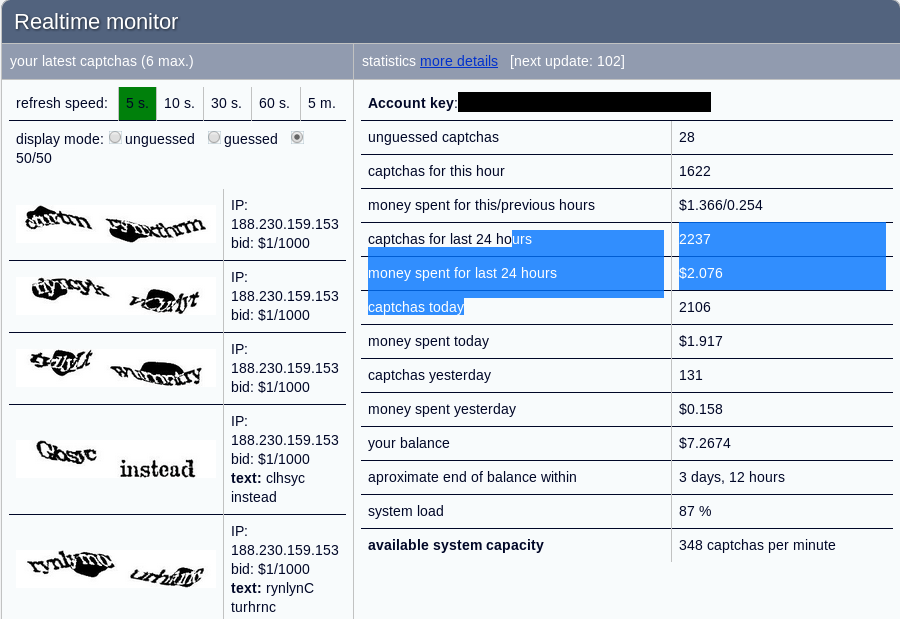 Realtime monitor
your latest captchas (6 max.)
statistics more details [next update: 102]
refresh speed: 5 s. 10 s. 30 s. 60 s. 5 m.
display mode: unguessed guessed
50/50
IP:
188.230.159.153
bid: $1/1000
IP:
188.230.159.153
bid: $1/1000
IP:
188.230.159.153
bid: $1/1000
instead
IP:
188.230.159.153
bid: $1/1000
text: clhsyc
instead
IP:
188.230.159.153
bid: $1/1000
text: rynlynC
turhrnc
Account key:
unguessed captchas 28
captchas for this hour 1622
money spent for this/previous hours $1.366/0.254
captchas for last 24 hours 2237
money spent for last 24 hours $2.076
captchas today 2106
money spent today $1.917
captchas yesterday 131
money spent yesterday $0.158
your balance $7.2674
aproximate end of balance within 3 days, 12 hours
system load 87 %
available system capacity 348 captchas per minute